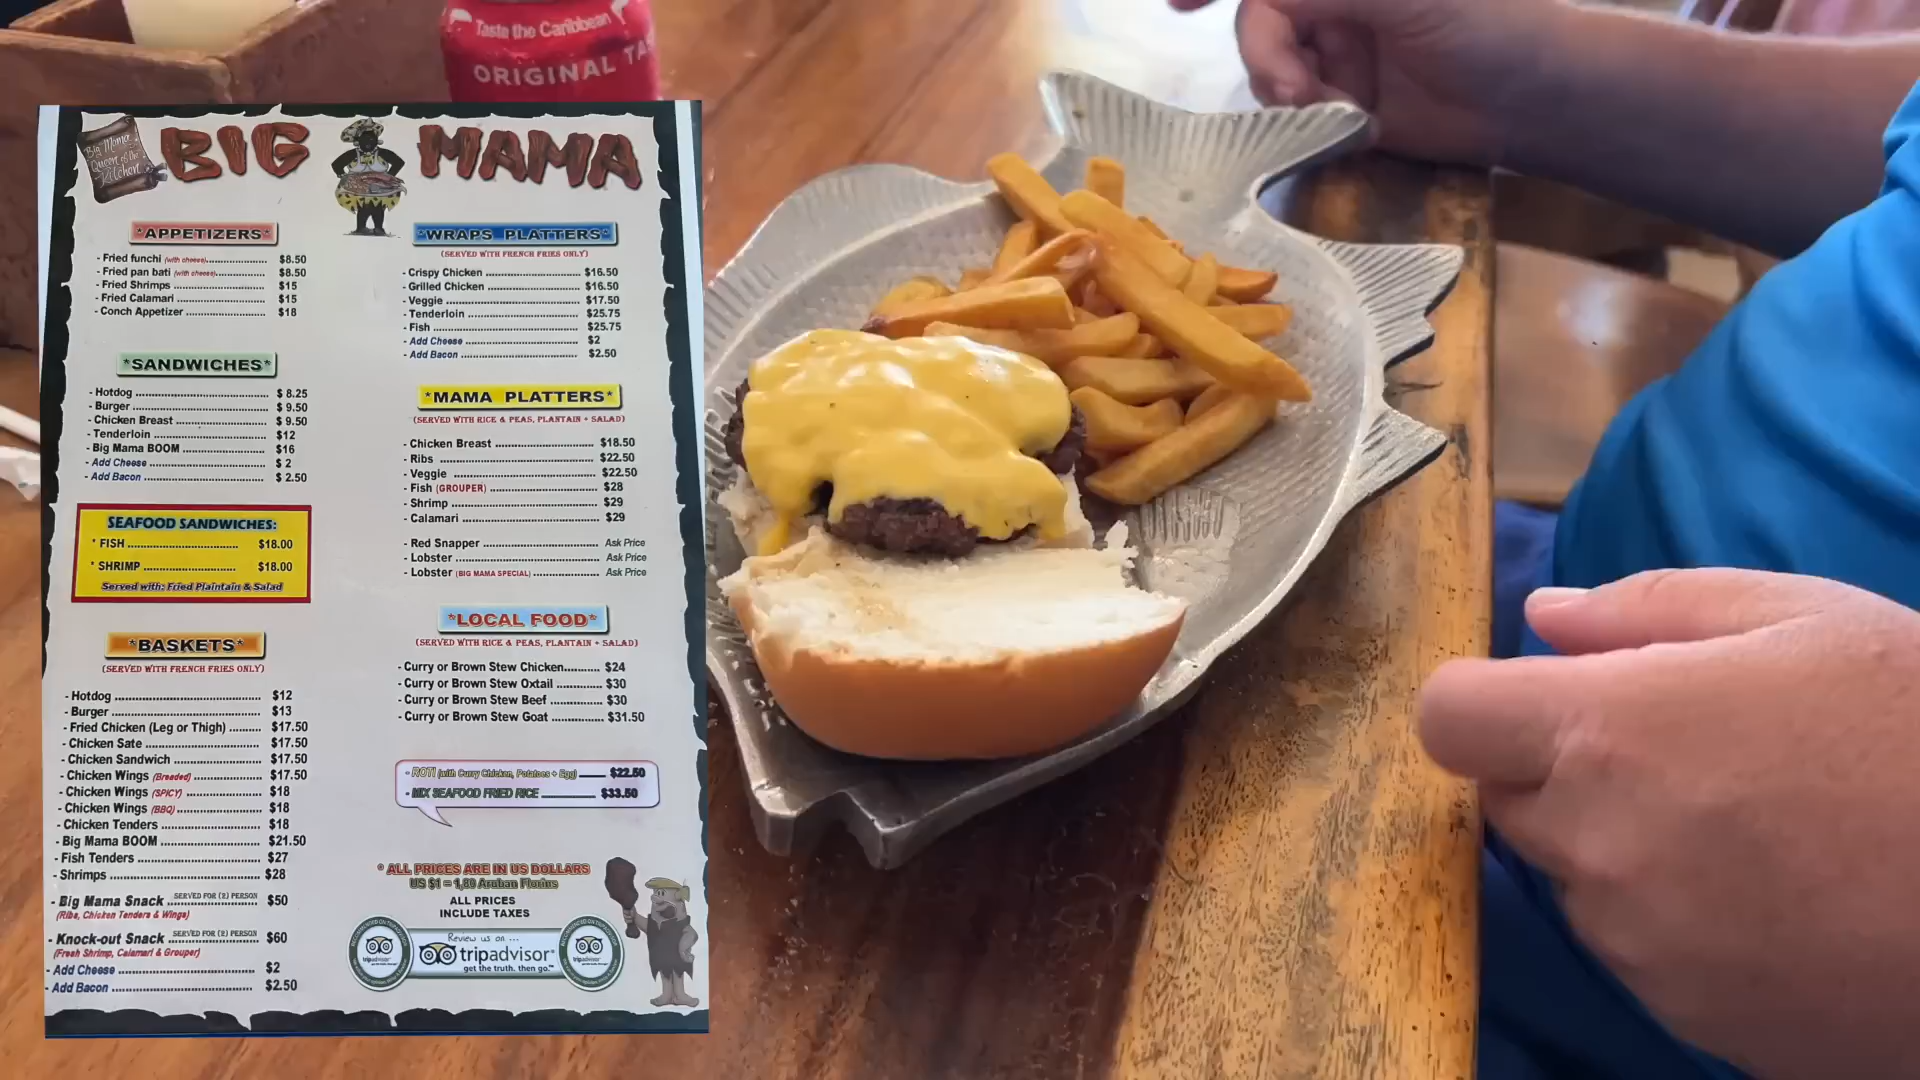 Taste the Caribbean
ORIGINAL TA
Big Mama
Queen of the
Kitchen
BIG MAMA
*APPETIZERS*
- Fried funchi (with cheese) $8.50
- Fried pan bati (with cheese) $8.50
- Fried Shrimps $15
- Fried Calamari $15
- Conch Appetizer $18
*SANDWICHES*
- Hotdog $ 8.25
- Burger $ 9.50
- Chicken Breast $ 9.50
- Tenderloin $12
- Big Mama BOOM $16
- Add Cheese $ 2
- Add Bacon $ 2.50
SEAFOOD SANDWICHES:
* FISH $18.00
* SHRIMP $18.00
Served with: Fried Plaintain & Salad
*BASKETS*
(SERVED WITH FRENCH FRIES ONLY)
- Hotdog $12
- Burger $13
- Fried Chicken (Leg or Thigh) $17.50
- Chicken Sate $17.50
- Chicken Sandwich $17.50
- Chicken Wings (Breaded) $17.50
- Chicken Wings (SPICY) $18
- Chicken Wings (BBQ) $18
- Chicken Tenders $18
- Big Mama BOOM $21.50
- Fish Tenders $27
- Shrimps $28
- Big Mama Snack SERVED FOR (2) PERSON $50
(Ribs, Chicken Tenders & Wings)
- Knock-out Snack SERVED FOR (2) PERSON $60
(Fresh Shrimp, Calamari & Grouper)
- Add Cheese $2
- Add Bacon $2.50
*WRAPS PLATTERS*
(SERVED WITH FRENCH FRIES ONLY)
- Crispy Chicken $16.50
- Grilled Chicken $16.50
- Veggie $17.50
- Tenderloin $25.75
- Fish $25.75
- Add Cheese $2
- Add Bacon $2.50
*MAMA PLATTERS*
(SERVED WITH RICE & PEAS, PLANTAIN + SALAD)
- Chicken Breast $18.50
- Ribs $22.50
- Veggie $22.50
- Fish (GROUPER) $28
- Shrimp $29
- Calamari $29
- Red Snapper Ask Price
- Lobster Ask Price
- Lobster (BIG MAMA SPECIAL) Ask Price
*LOCAL FOOD*
(SERVED WITH RICE & PEAS, PLANTAIN + SALAD)
- Curry or Brown Stew Chicken $24
- Curry or Brown Stew Oxtail $30
- Curry or Brown Stew Beef $30
- Curry or Brown Stew Goat $31.50
- ROTI (with Curry Chicken, Potatoes + Egg) $22.50
- MIX SEAFOOD FRIED RICE $33.50
* ALL PRICES ARE IN US DOLLARS
US $1 = 1,80 Aruban Florins
ALL PRICES
INCLUDE TAXES
Review us on ...
tripadvisor
get the truth. then go.